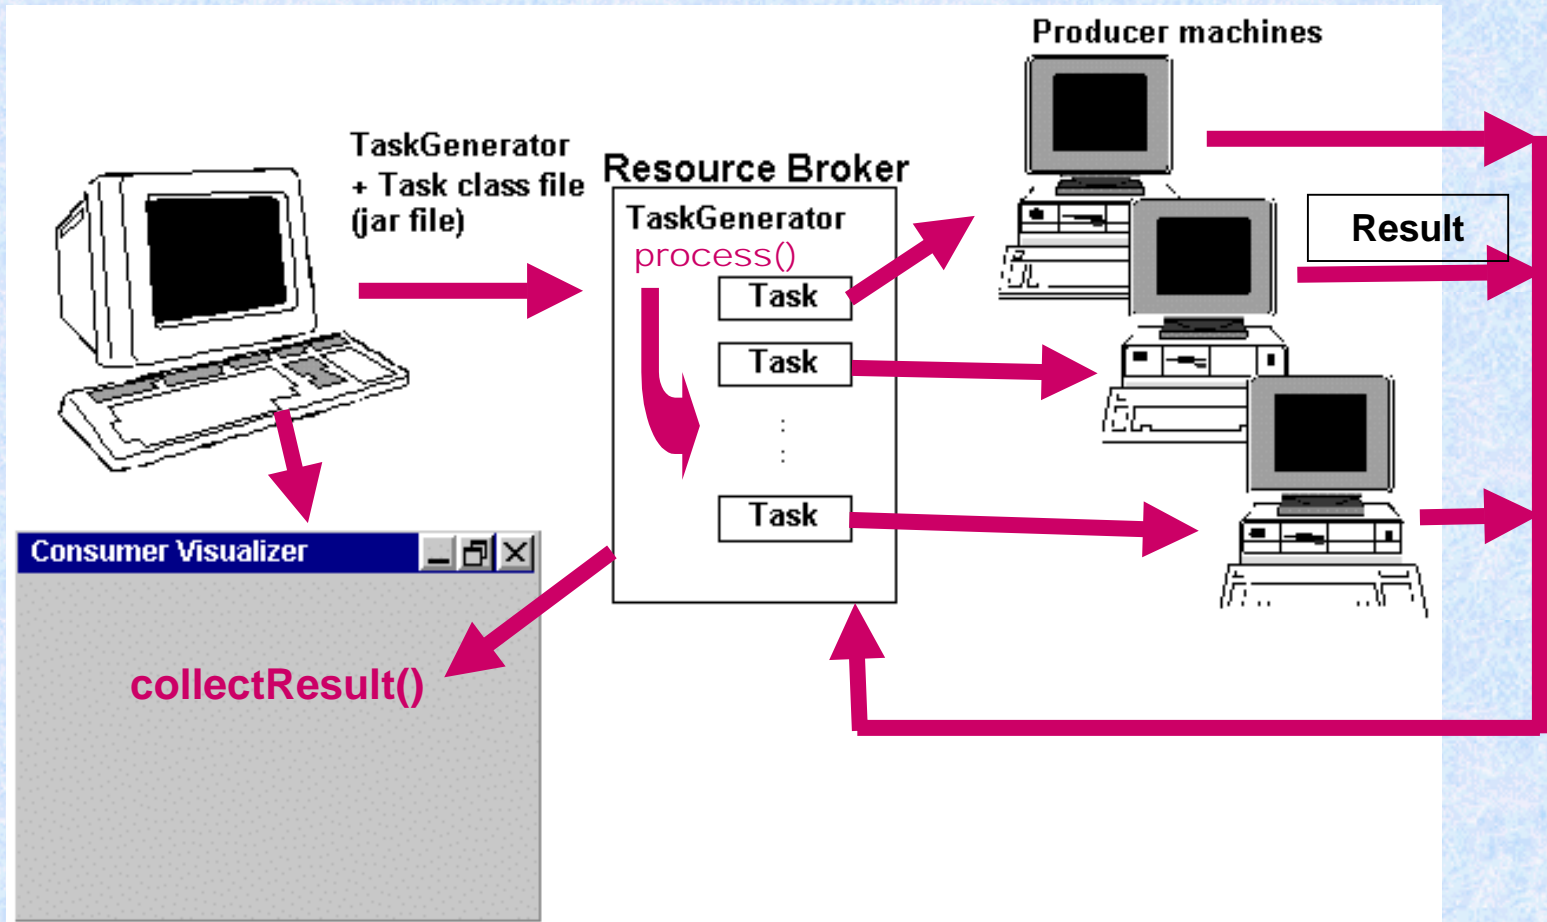 Producer machines
TaskGenerator
+ Task class file
(jar file)
Resource Broker
TaskGenerator
process()
Task
Task
:
:
Task
Result
Consumer Visualizer
collectResult()